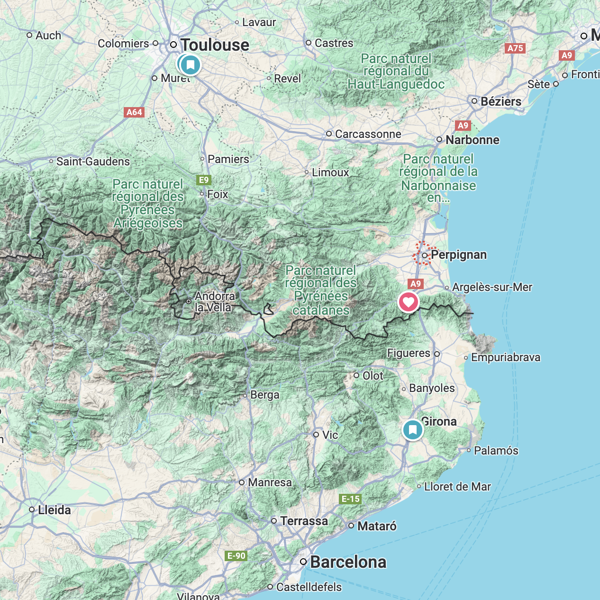 Lavaur
Auch
Colomiers
Toulouse
Castres
A75
M
A9
Parc naturel
régional du
Haut-Languedoc
Muret
Revel
Sète
Fronti
Béziers
A64
A9
Carcassonne
Narbonne
Saint-Gaudens
Pamiers
Limoux
Parc naturel
régional de la
Narbonnaise
en...
E9
Foix
Parc naturel
régional des
Pyrénées
Ariégeoises
Perpignan
Parc naturel
régional des
Pyrénées
catalanes
A9
Argelès-sur-Mer
Andorra
la Vella
Figueres
Empuriabrava
Olot
Banyoles
Berga
Girona
Vic
Palamós
Manresa
Lloret de Mar
E-15
Lleida
Terrassa
Mataró
E-90
Barcelona
Castelldefels
Vilanova